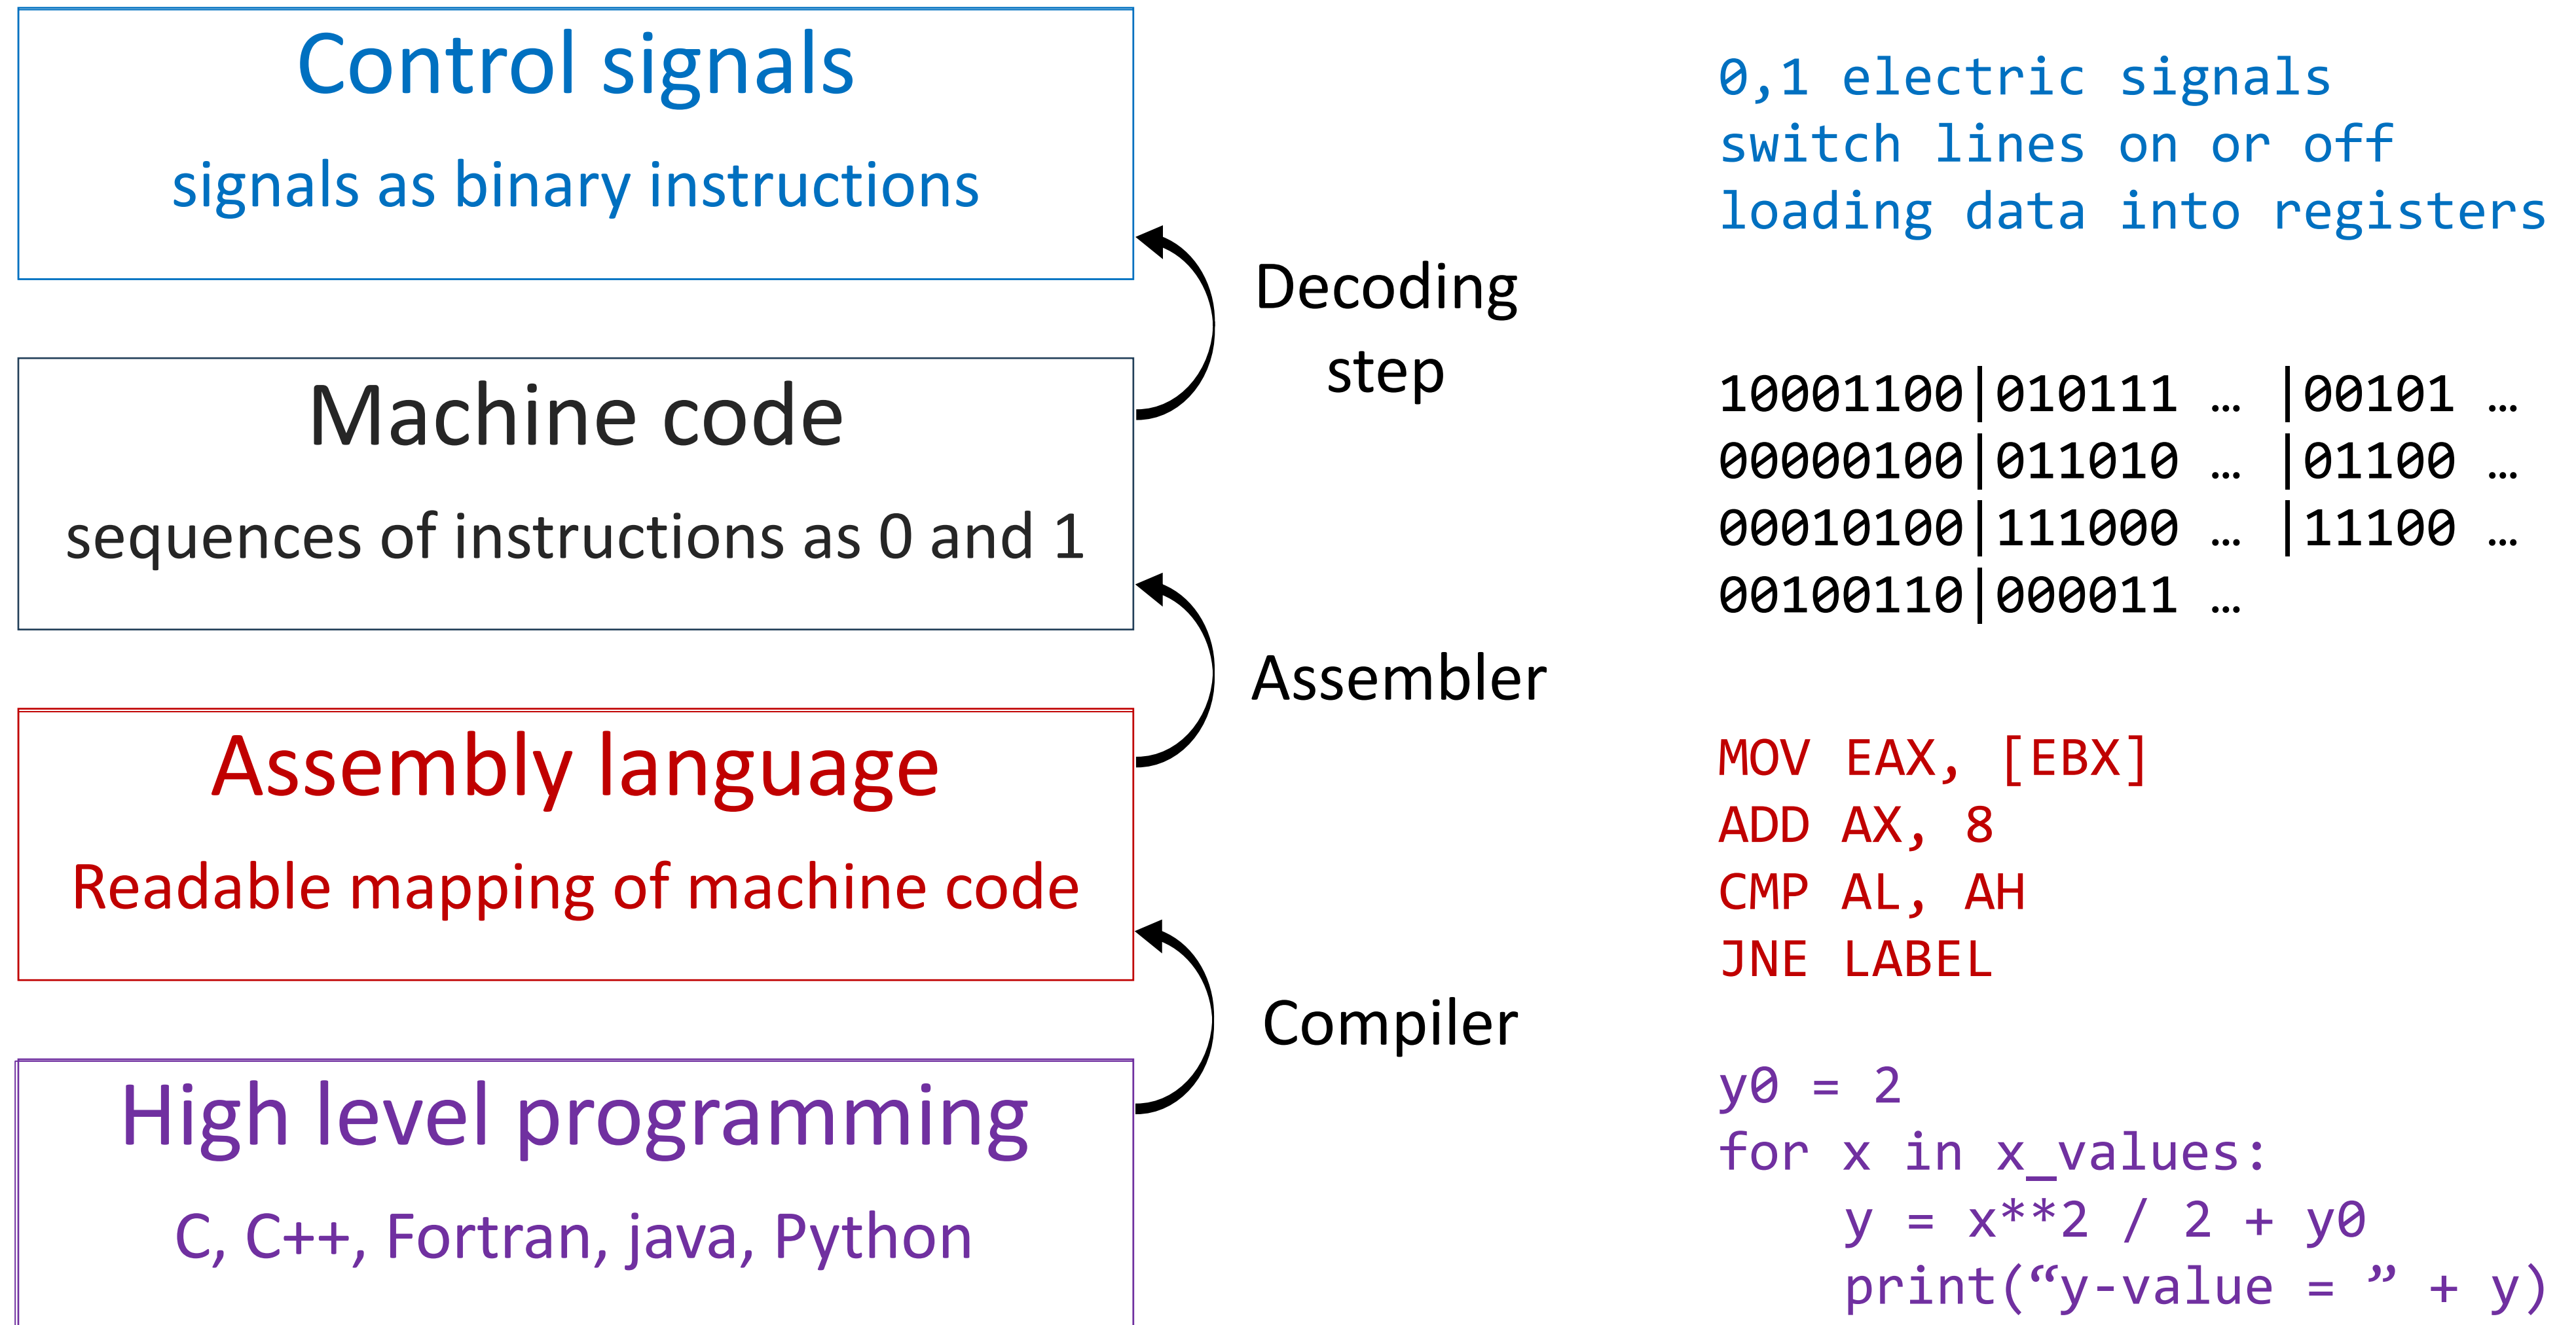 Control signals
signals as binary instructions
0,1 electric signals
switch lines on or off
loading data into registers
Decoding
step
Machine code
sequences of instructions as 0 and 1
10001100|010111 … |00101 …
00000100|011010 … |01100 …
00010100|111000 … |11100 …
00100110|000011 …
Assembler
Assembly language
Readable mapping of machine code
MOV EAX, [EBX]
ADD AX, 8
CMP AL, AH
JNE LABEL
Compiler
High level programming
C, C++, Fortran, java, Python
y0 = 2
for x in x_values:
    y = x**2 / 2 + y0
    print(“y-value = ” + y)